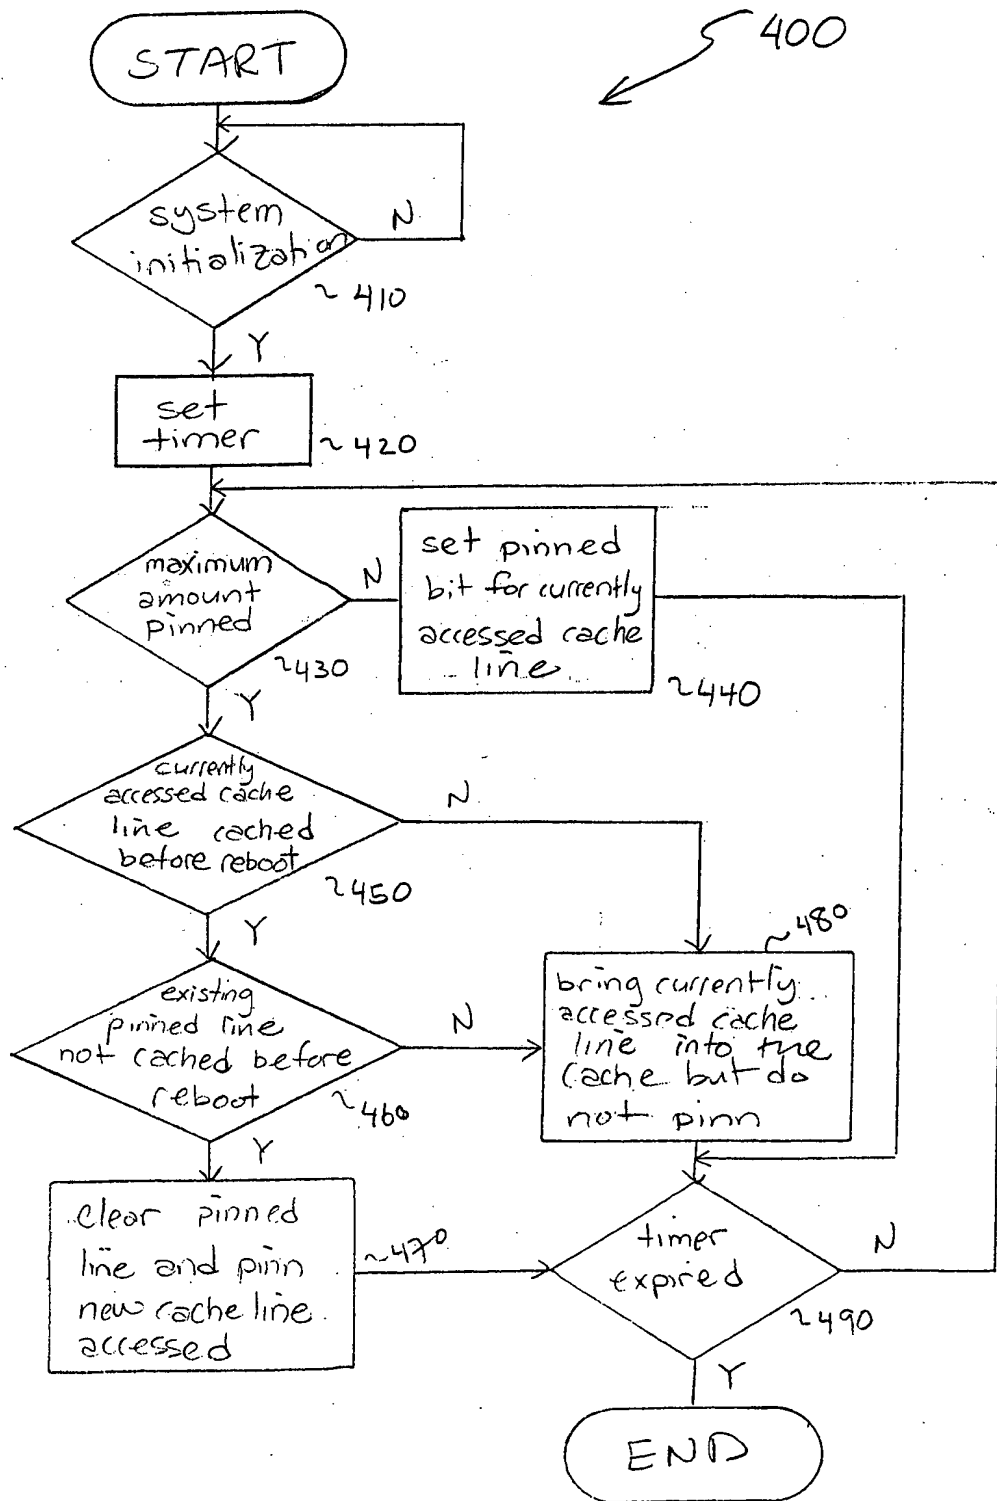 400
START
system
initialization
N
~410
Y
set
timer
~420
maximum
amount
pinned
N
~430
Y
set pinned
bit for currently
accessed cache
line
~440
currently
accessed cache
line cached
before reboot
N
~450
Y
existing
pinned line
not cached before
reboot
N
~460
Y
~480
bring currently
accessed cache
line into the
cache but do
not pinn
clear pinned
line and pinn
new cache line
accessed
~470
timer
expired
N
~490
Y
END